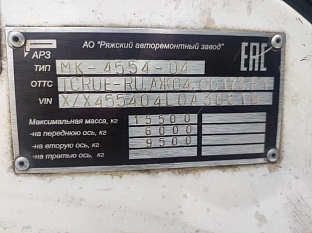 АО "Ряжский авторемонтный завод"
АРЗ
ЕАС
ТИП МК-4554-04
ОТТС
VIN
Максимальная масса, кг 15500
-на переднюю ось, кг 6000
-на вторую ось, кг 9500
-на третью ось, кг